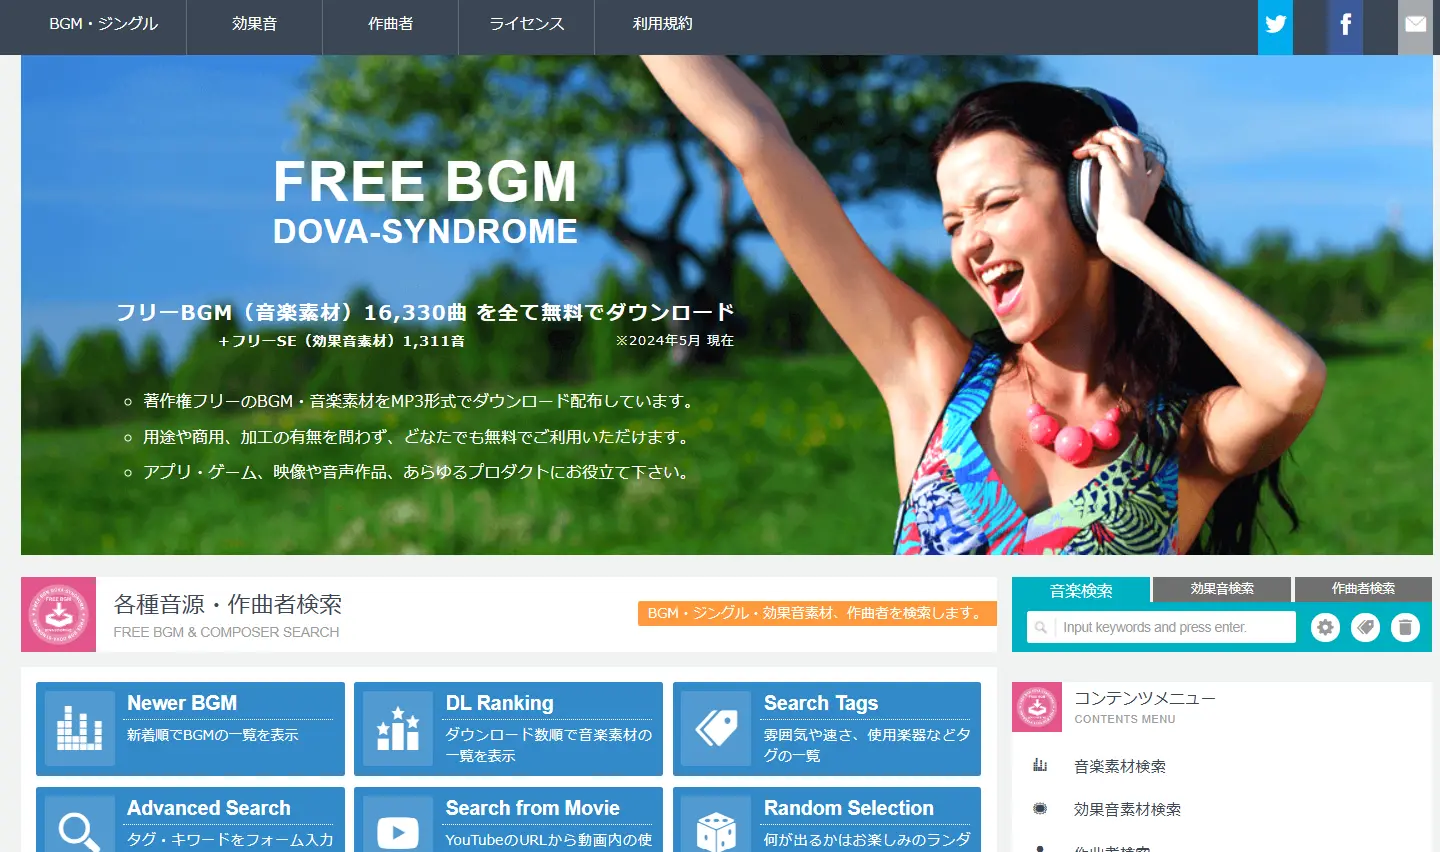 BGM・ジングル
効果音
作曲者
ライセンス
利用規約
FREE BGM
DOVA-SYNDROME
フリーBGM（音楽素材）16,330曲 を全て無料でダウンロード
＋フリーSE（効果音素材）1,311音
※2024年5月 現在
著作権フリーのBGM・音楽素材をMP3形式でダウンロード配布しています。
用途や商用、加工の有無を問わず、どなたでも無料でご利用いただけます。
アプリ・ゲーム、映像や音声作品、あらゆるプロダクトにお役立て下さい。
各種音源・作曲者検索
FREE BGM & COMPOSER SEARCH
BGM・ジングル・効果音素材、作曲者を検索します。
音楽検索
効果音検索
作曲者検索
Input keywords and press enter.
Newer BGM
新着順でBGMの一覧を表示
DL Ranking
ダウンロード数順で音楽素材の
一覧を表示
Search Tags
雰囲気や速さ、使用楽器などタ
グの一覧
Advanced Search
タグ・キワードをフォーム入力
Search from Movie
YouTubeのURLから動画内の使
Random Selection
何が出るかはお楽しみのランダ
コンテンツメニュー
CONTENTS MENU
音楽素材検索
効果音素材検索
作曲者検索